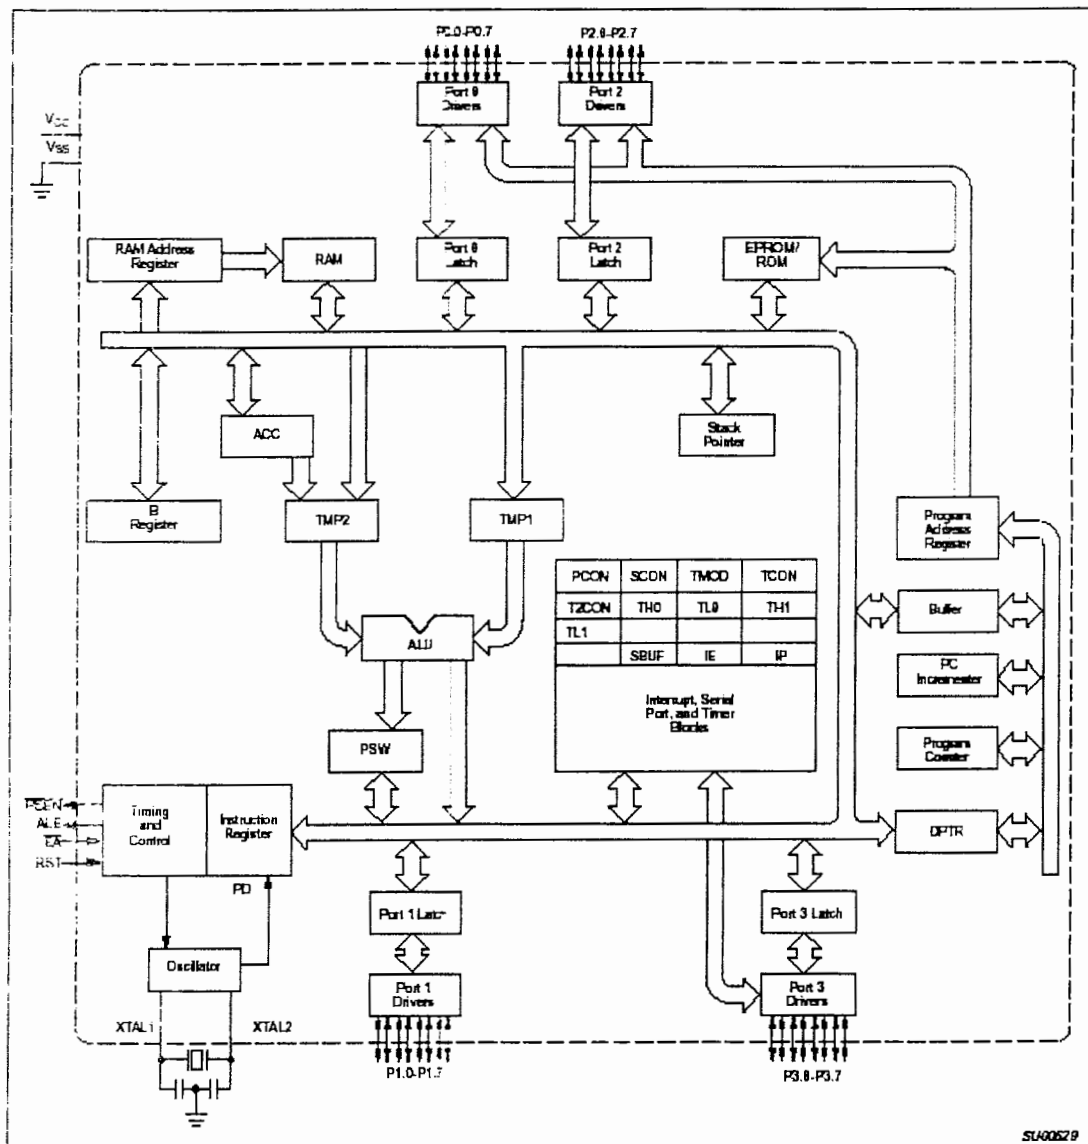 P0.0-P0.7
P2.0-P2.7
Port 0
Drivers
Port 2
Drivers
VCC
VSS
RAM Address
Register
RAM
Port 0
Latch
Port 2
Latch
EPROM/
ROM
ACC
Stack
Pointer
B
Register
TMP2
TMP1
Program
Address
Register
PCON SCON TMOD TCON
T2CON TH0 TL0 TH1
TL1
SBUF IE IP
Interrupt, Serial
Port, and Timer
Blocks
Buffer
ALU
PC
Incrementer
PSW
Program
Counter
PSEN
ALE
EA
RST
Timing
and
Control
Instruction
Register
DPTR
PD
Port 1 Latch
Port 3 Latch
Oscillator
Port 1
Drivers
Port 3
Drivers
XTAL1
XTAL2
P1.0-P1.7
P3.0-P3.7
SU00529